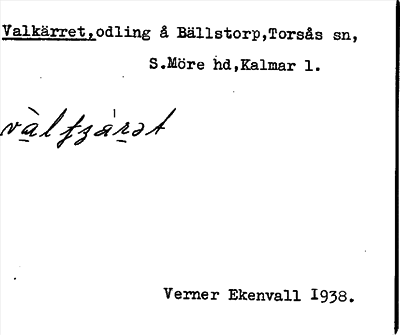 Valkärret,odling å Bällstorp,Torsås sn,
S.Möre hd,Kalmar l.
Verner Ekenvall 1938.